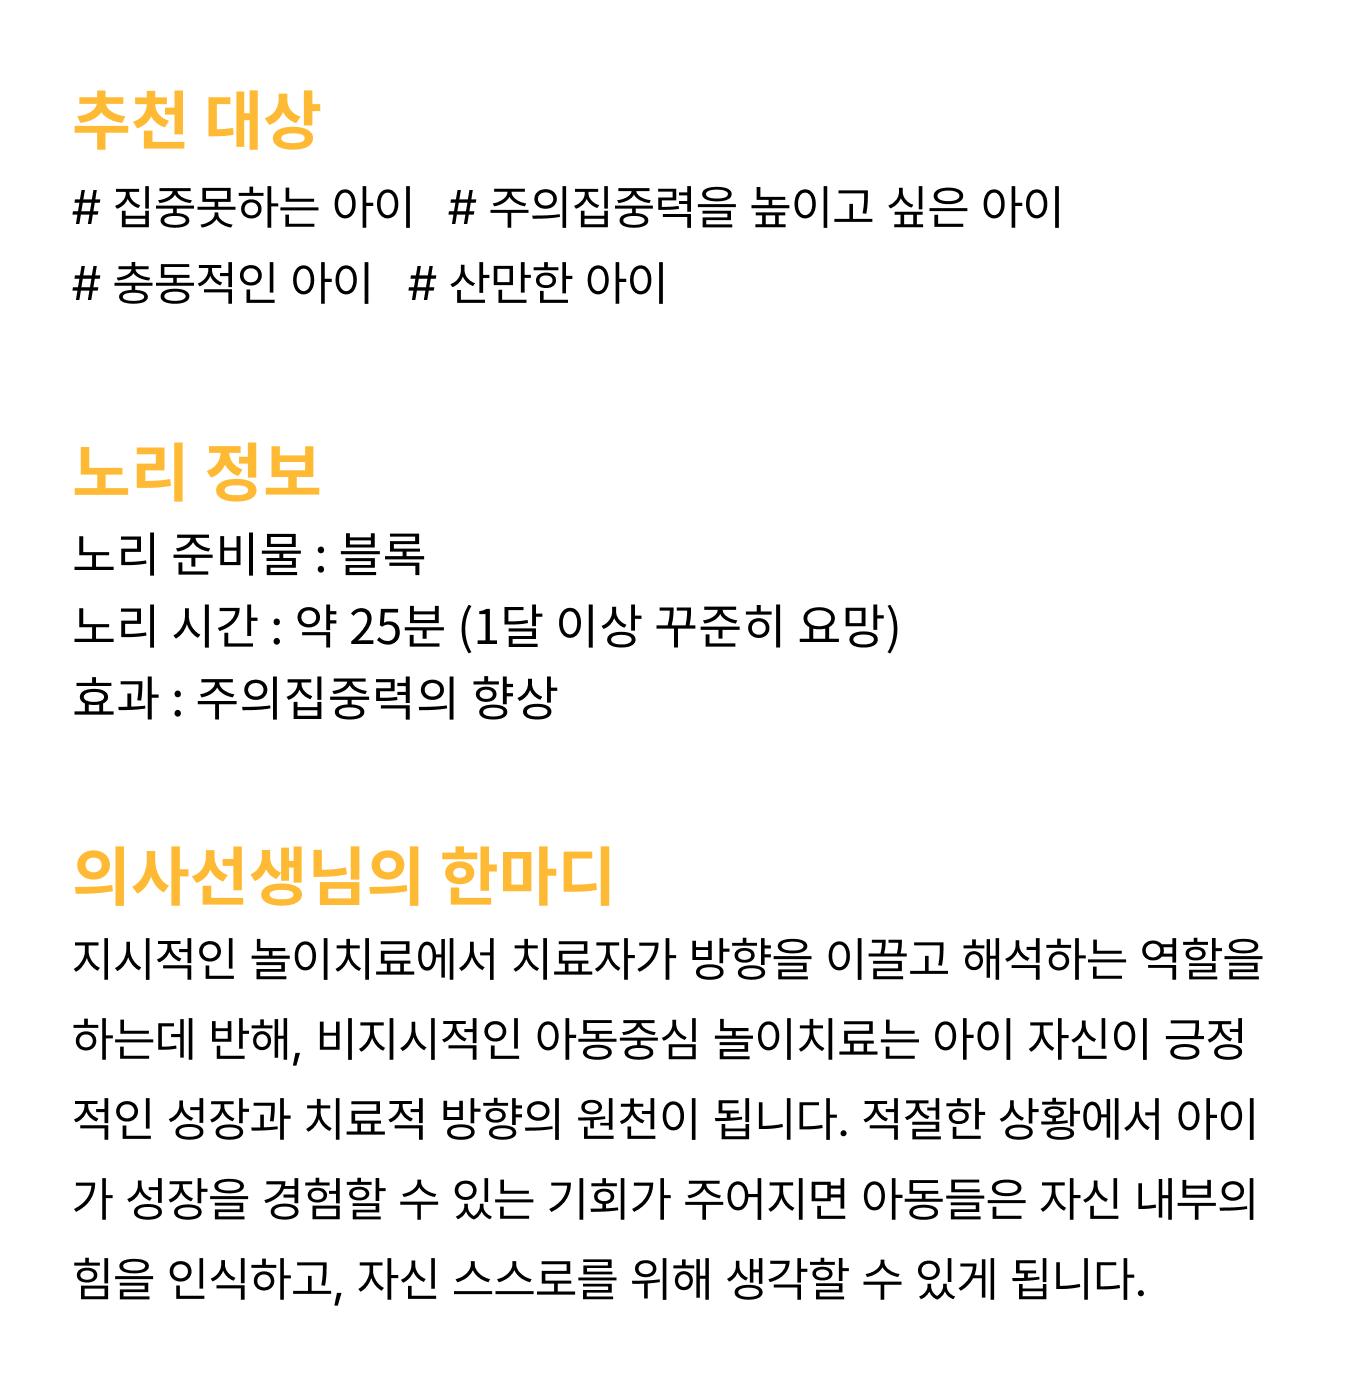 추천 대상
# 집중못하는 아이 # 주의집중력을 높이고 싶은 아이
# 충동적인 아이 # 산만한 아이
노리 정보
노리 준비물 : 블록
노리 시간 : 약 25분 (1달 이상 꾸준히 요망)
효과 : 주의집중력의 향상
의사선생님의 한마디
지시적인 놀이치료에서 치료자가 방향을 이끌고 해석하는 역할을
하는데 반해, 비지시적인 아동중심 놀이치료는 아이 자신이 긍정
적인 성장과 치료적 방향의 원천이 됩니다. 적절한 상황에서 아이
가 성장을 경험할 수 있는 기회가 주어지면 아동들은 자신 내부의
힘을 인식하고, 자신 스스로를 위해 생각할 수 있게 됩니다.